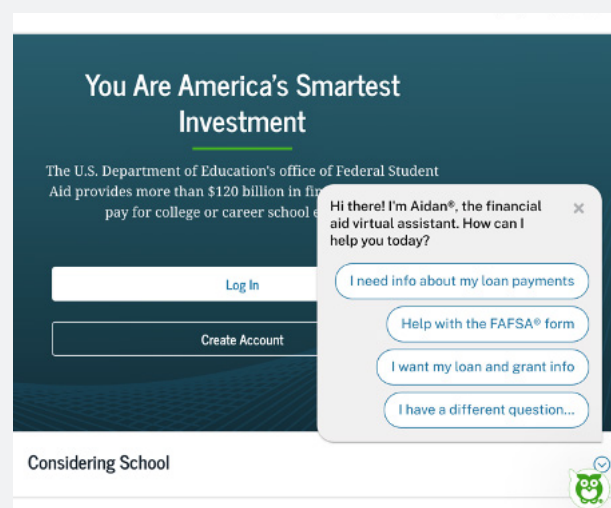 You Are America's Smartest
Investment
The U.S. Department of Education's office of Federal Student
Aid provides more than $120 billion in
pay for college or career school
Log In
Create Account
Hi there! I'm Aidan®, the financial
aid virtual assistant. How can I
help you today?
I need info about my loan payments
Help with the FAFSA® form
I want my loan and grant info
I have a different question...
Considering School